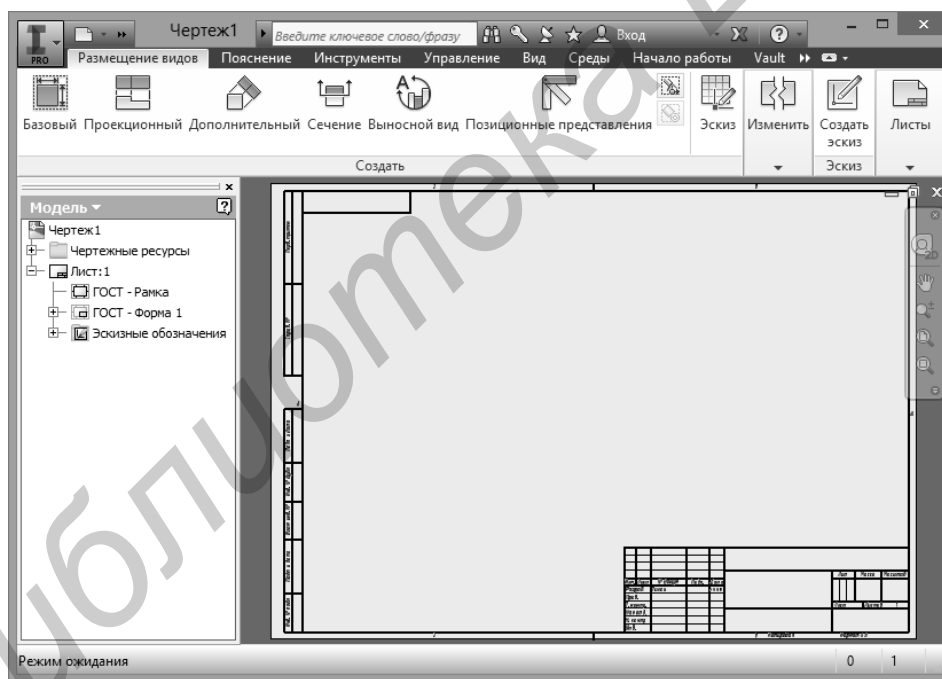 Чертеж1
Введите ключевое слово/фразу
Вход
PRO
Размещение видов Пояснение Инструменты Управление Вид Среды Начало работы Vault
Базовый Проекционный Дополнительный Сечение Выносной вид Позиционные представления
Эскиз
Изменить
Создать эскиз
Листы
Создать
Эскиз
Модель
Чертеж1
Чертежные ресурсы
Лист:1
ГОСТ - Рамка
ГОСТ - Форма 1
Эскизные обозначения
2D
Режим ожидания
0 1
библиотека